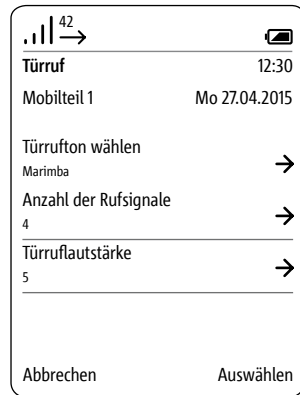 42
Türruf 12:30
Mobilteil 1 Mo 27.04.2015
Türrufton wählen
Marimba
Anzahl der Rufsignale
4
Türruflautstärke
5
Abbrechen Auswählen